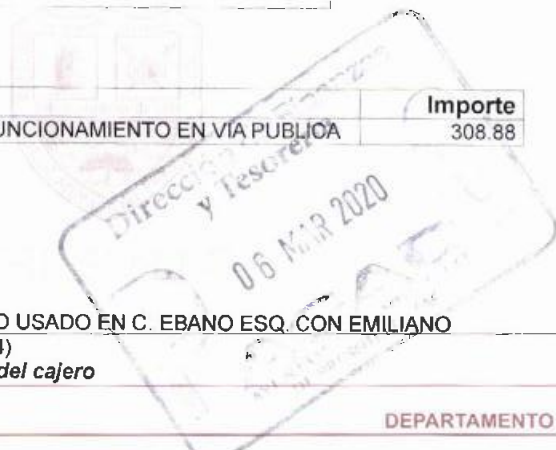 Importe
UNCIONAMIENTO EN VIA PUBLICA 308.88
Dirección
y Tesorería
06 MAR 2020
O USADO EN C. EBANO ESQ. CON EMILIANO
4)
del cajero
DEPARTAMENTO